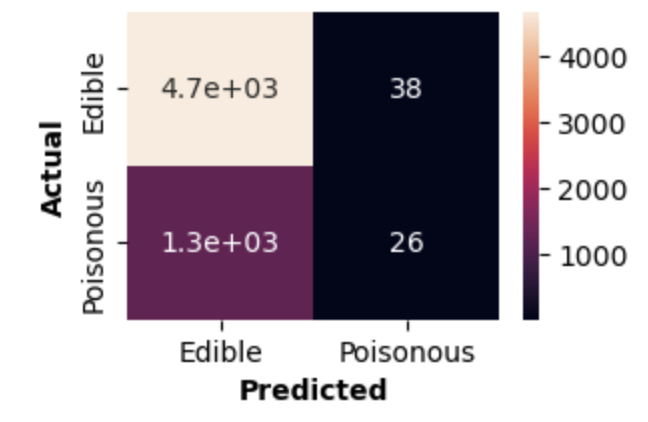 Actual
Edible
4.7e+03
38
Poisonous
1.3e+03
26
Edible
Poisonous
Predicted
4000
3000
2000
1000